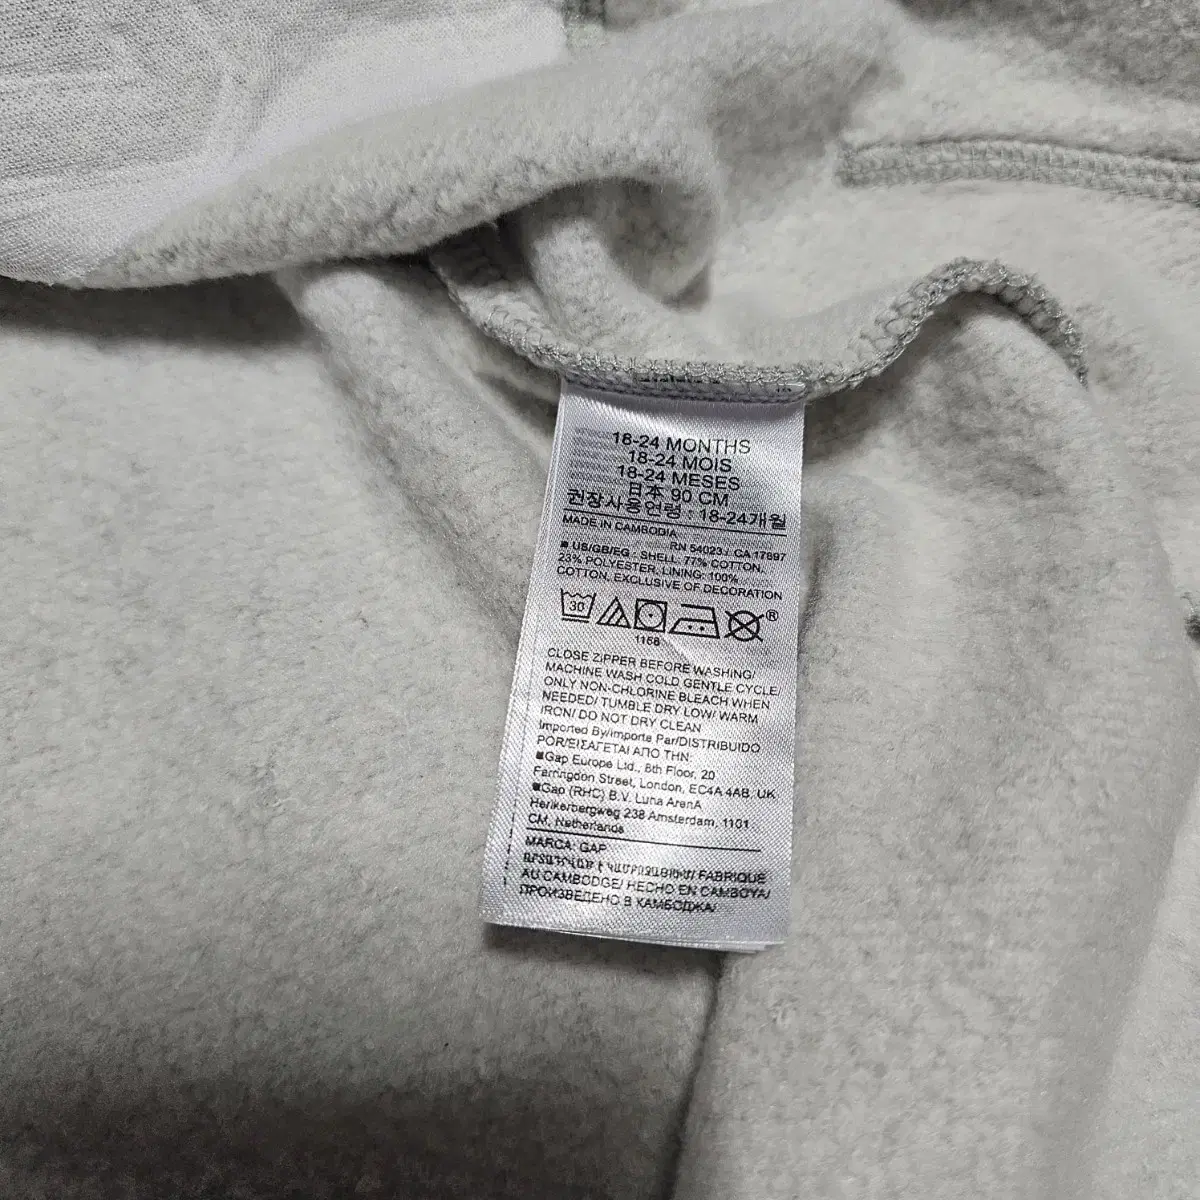 18-24 MONTHS
18-24 MOIS
18-24 MESES
日本 90 CM
권장사용연령 : 18-24개월
MADE IN CAMBODIA
RN 54023 / CA 17897
■ US/GB/EG : SHELL: 77% COTTON,
23% POLYESTER, LINING: 100%
COTTON, EXCLUSIVE OF DECORATION
30
®
1158
CLOSE ZIPPER BEFORE WASHING/
MACHINE WASH COLD GENTLE CYCLE/
ONLY NON-CHLORINE BLEACH WHEN
NEEDED/ TUMBLE DRY LOW/ WARM
IRON/ DO NOT DRY CLEAN
Imported By/Importe Par/DISTRIBUIDO
POR/ΕΙΣΑΓΕΤΑΙ ΑΠΟ ΤΗΝ:
■Gap Europe Ltd., 8th Floor, 20
Farringdon Street, London, EC4A 4AB, UK
■Gap (RHC) B.V. Luna ArenA
Herikerbergweg 238 Amsterdam, 1101
CM, Netherlands
MARCA: GAP
FABRIQUE
AU CAMBODGE/ HECHO EN CAMBOYA/
ПРОИЗВЕДЕНО В КАМБОДЖА/